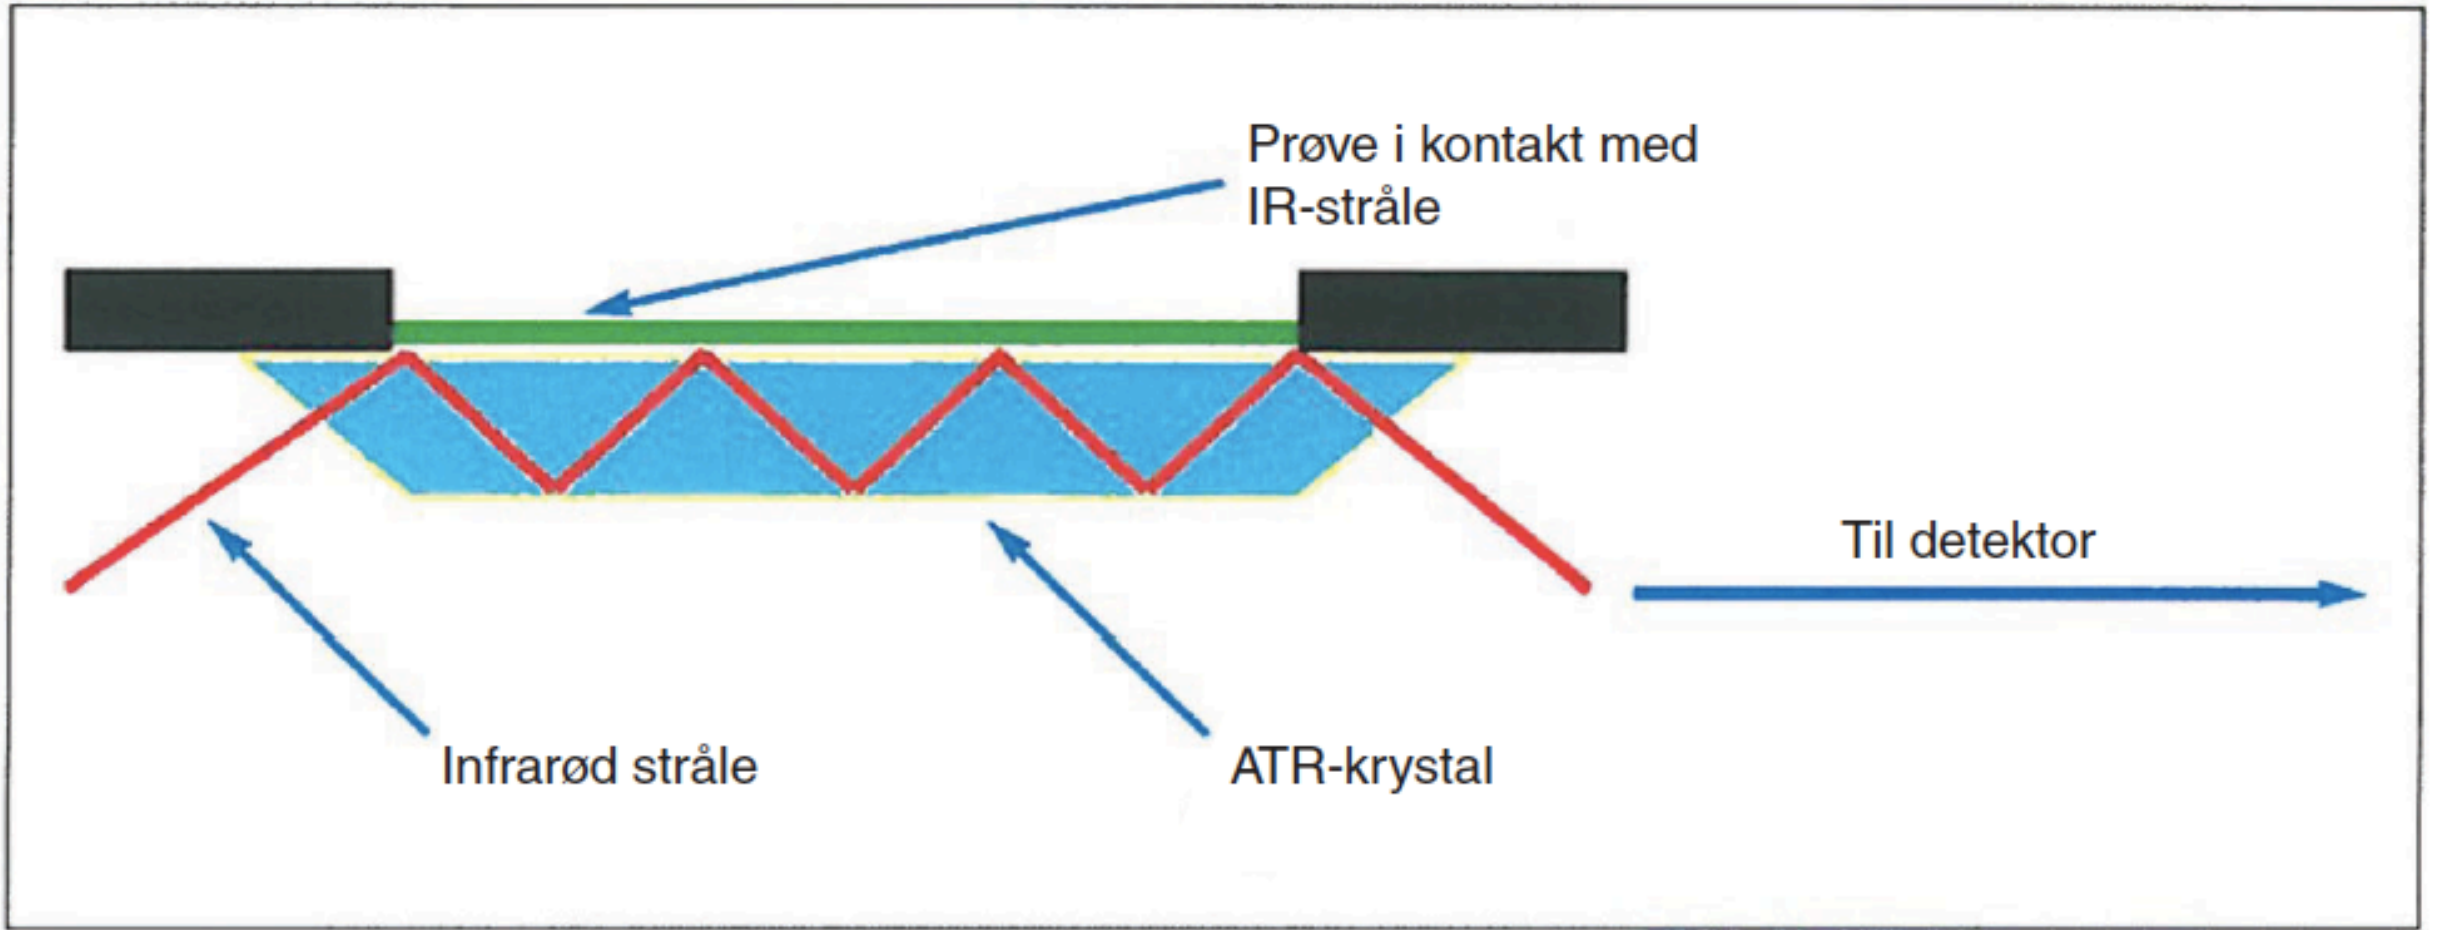 Prøve i kontakt med
IR-stråle
Til detektor
Infrarød stråle
ATR-krystal